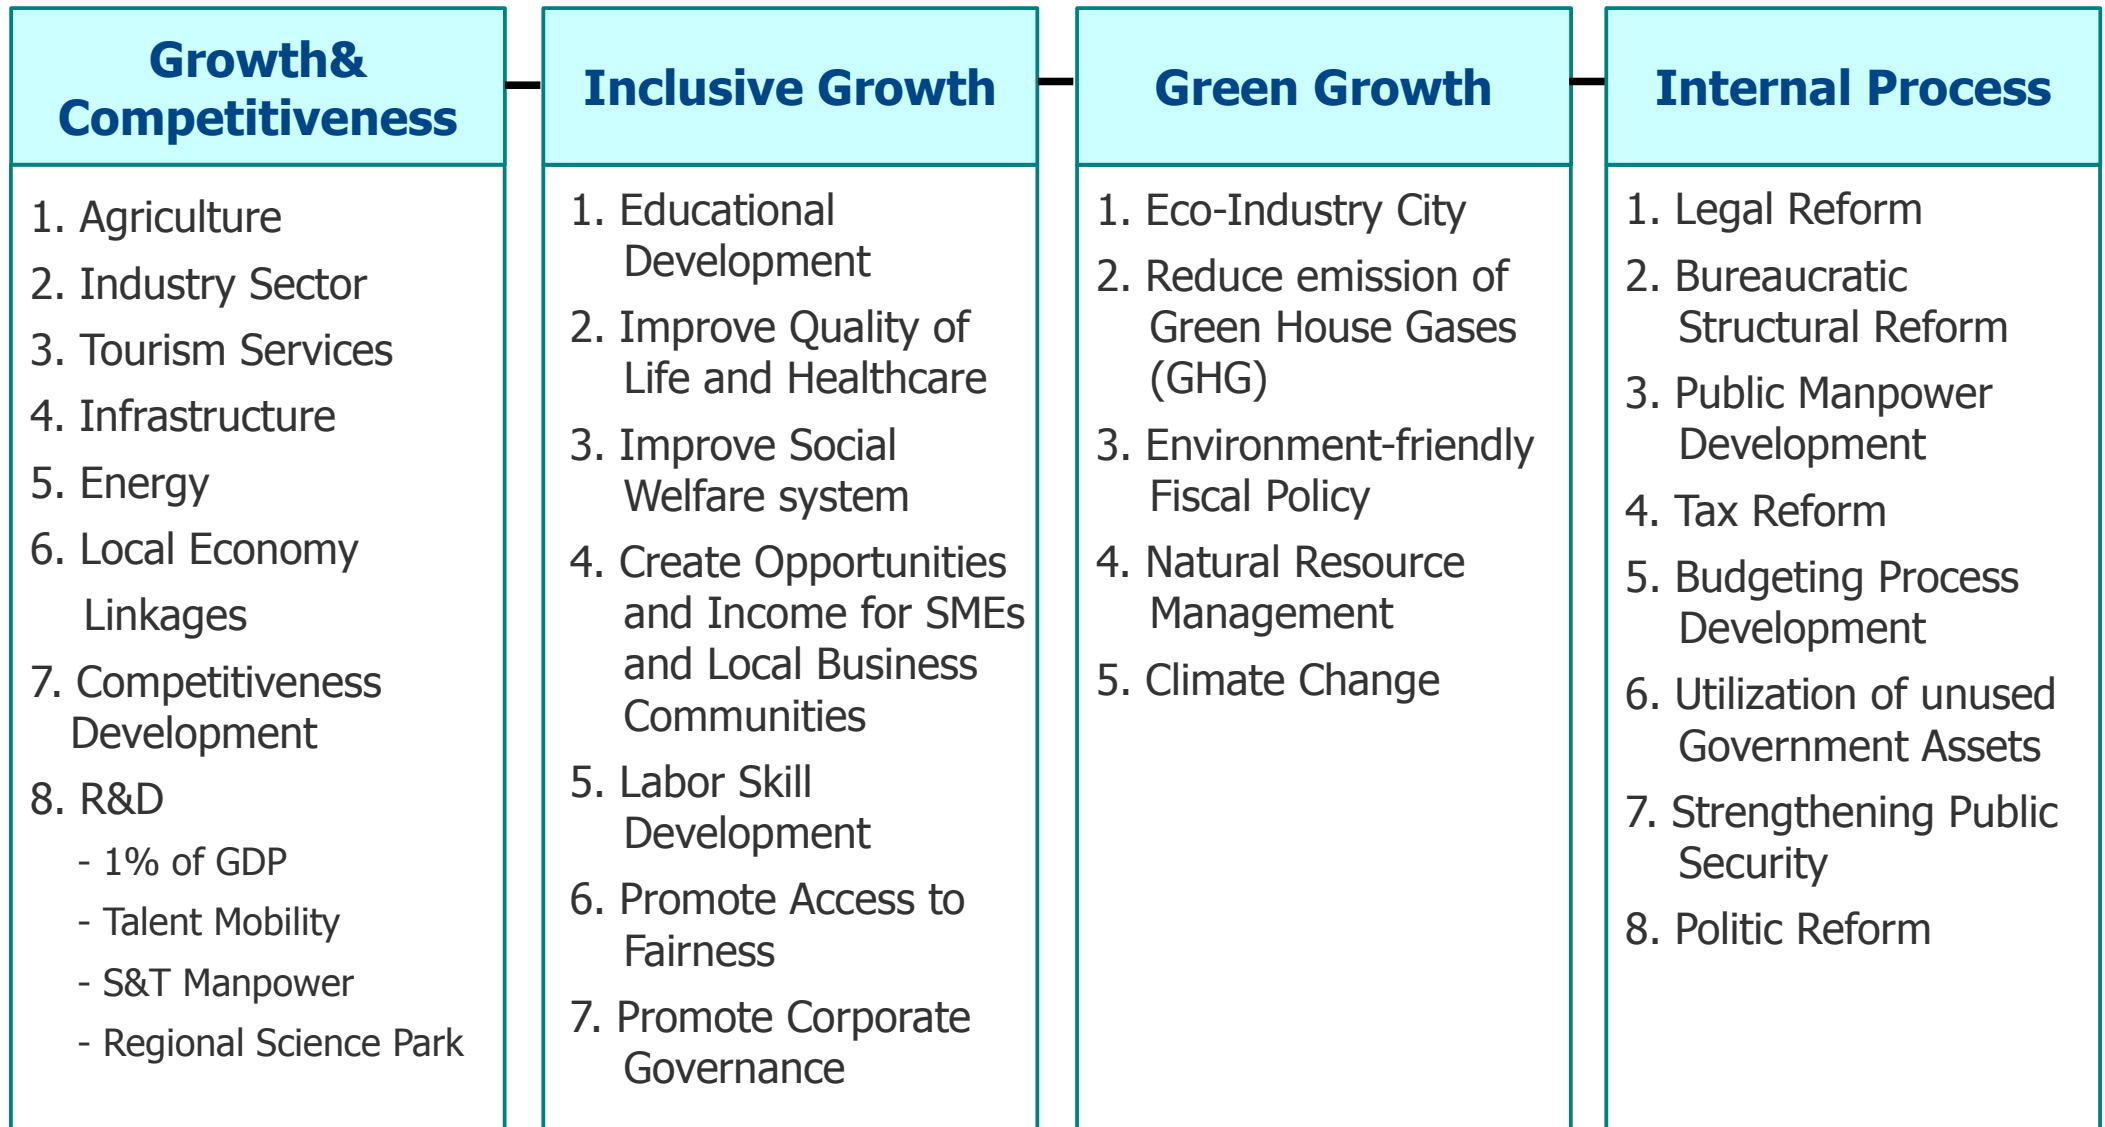 Growth&
Competitiveness
1. Agriculture
2. Industry Sector
3. Tourism Services
4. Infrastructure
5. Energy
6. Local Economy
Linkages
7. Competitiveness
Development
8. R&D
- 1% of GDP
- Talent Mobility
- S&T Manpower
- Regional Science Park
Inclusive Growth
1. Educational
Development
2. Improve Quality of
Life and Healthcare
3. Improve Social
Welfare system
4. Create Opportunities
and Income for SMEs
and Local Business
Communities
5. Labor Skill
Development
6. Promote Access to
Fairness
7. Promote Corporate
Governance
Green Growth
1. Eco-Industry City
2. Reduce emission of
Green House Gases
(GHG)
3. Environment-friendly
Fiscal Policy
4. Natural Resource
Management
5. Climate Change
Internal Process
1. Legal Reform
2. Bureaucratic
Structural Reform
3. Public Manpower
Development
4. Tax Reform
5. Budgeting Process
Development
6. Utilization of unused
Government Assets
7. Strengthening Public
Security
8. Politic Reform